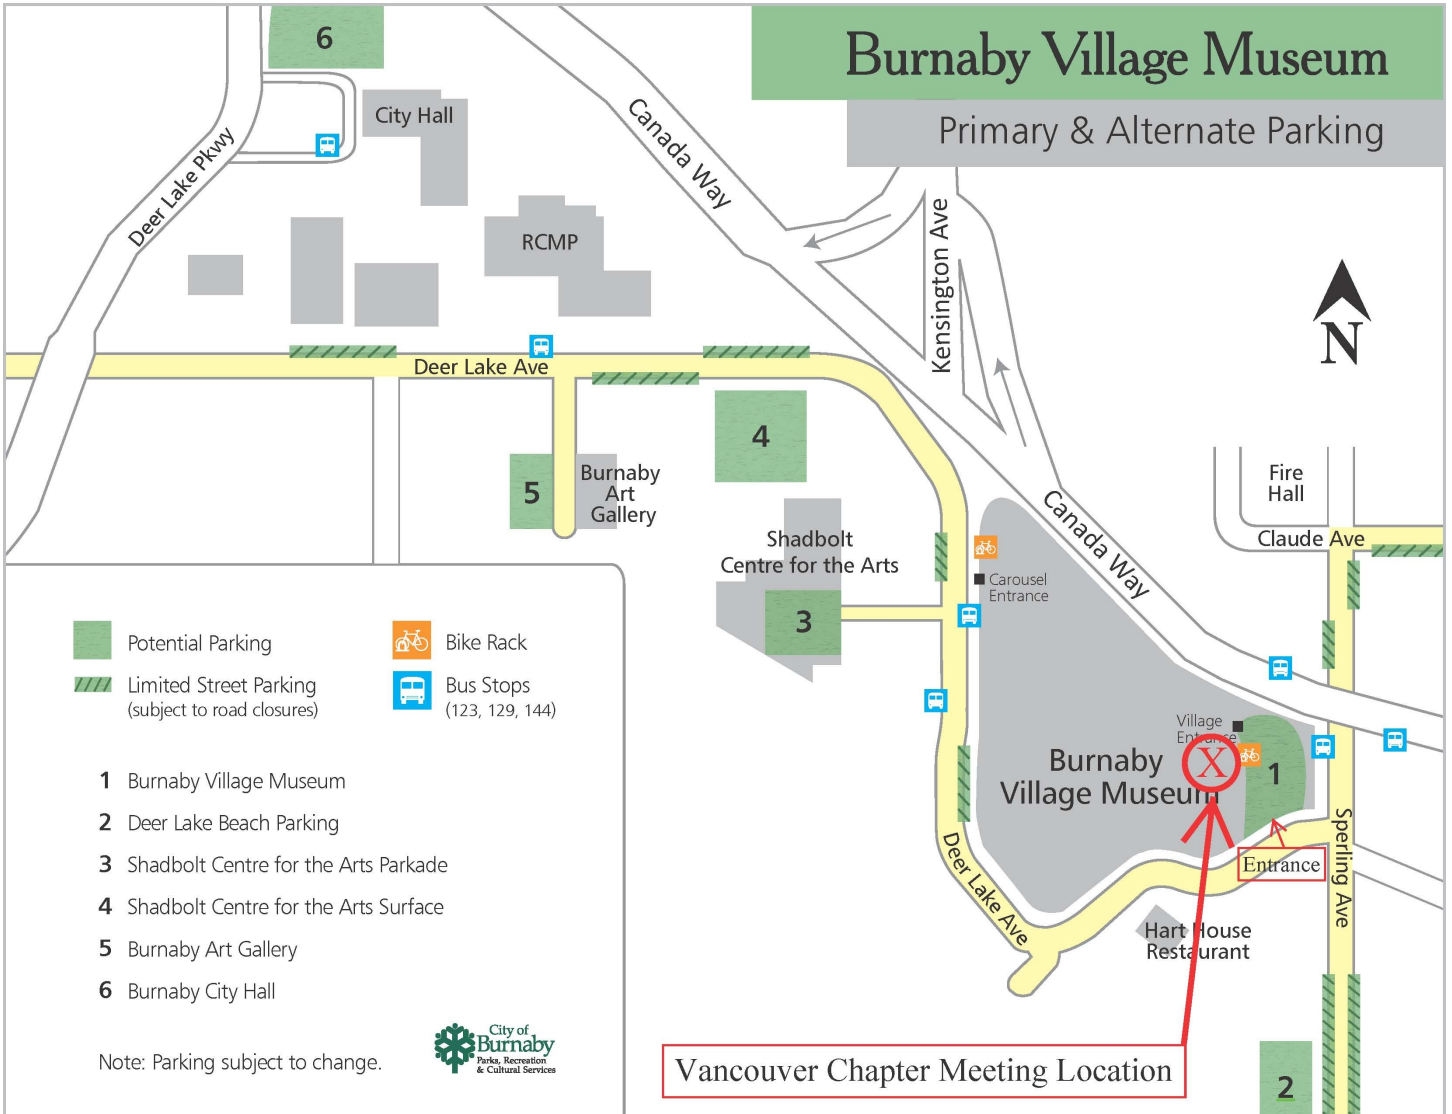 Burnaby Village Museum
Primary & Alternate Parking
6
City Hall
Canada Way
Deer Lake Pkwy
RCMP
Kensington Ave
N
Deer Lake Ave
4
5
Burnaby
Art
Gallery
Fire
Hall
Canada Way
Claude Ave
Shadbolt
Centre for the Arts
Carousel
Entrance
3
Potential Parking
Bike Rack
Limited Street Parking
(subject to road closures)
Bus Stops
(123, 129, 144)
Village
Entrance
X
1
Burnaby
Village Museum
Entrance
Sperling Ave
Deer Lake Ave
Hart House
Restaurant
1 Burnaby Village Museum
2 Deer Lake Beach Parking
3 Shadbolt Centre for the Arts Parkade
4 Shadbolt Centre for the Arts Surface
5 Burnaby Art Gallery
6 Burnaby City Hall
Note: Parking subject to change.
City of
Burnaby
Parks, Recreation
& Cultural Services
Vancouver Chapter Meeting Location
2